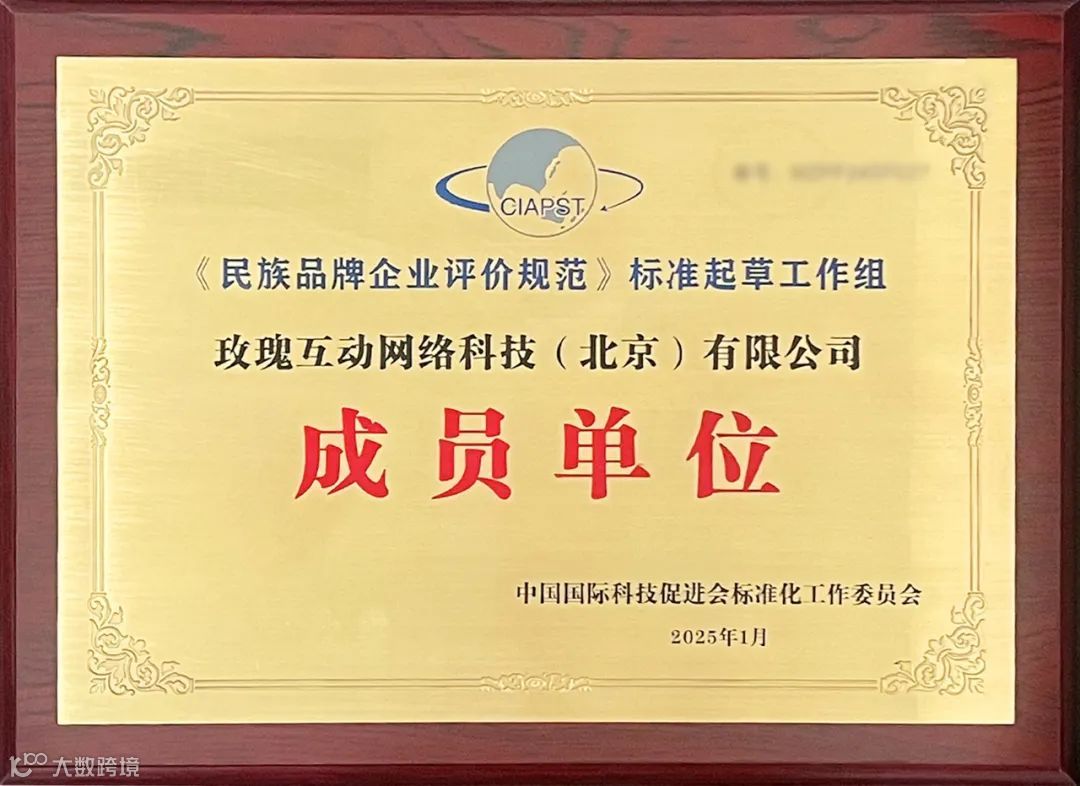 CIAPST
《民族品牌企业评价规范》标准起草工作组
玫瑰互动网络科技（北京）有限公司
成员单位
中国国际科技促进会标准化工作委员会
2025年1月
大数跨境